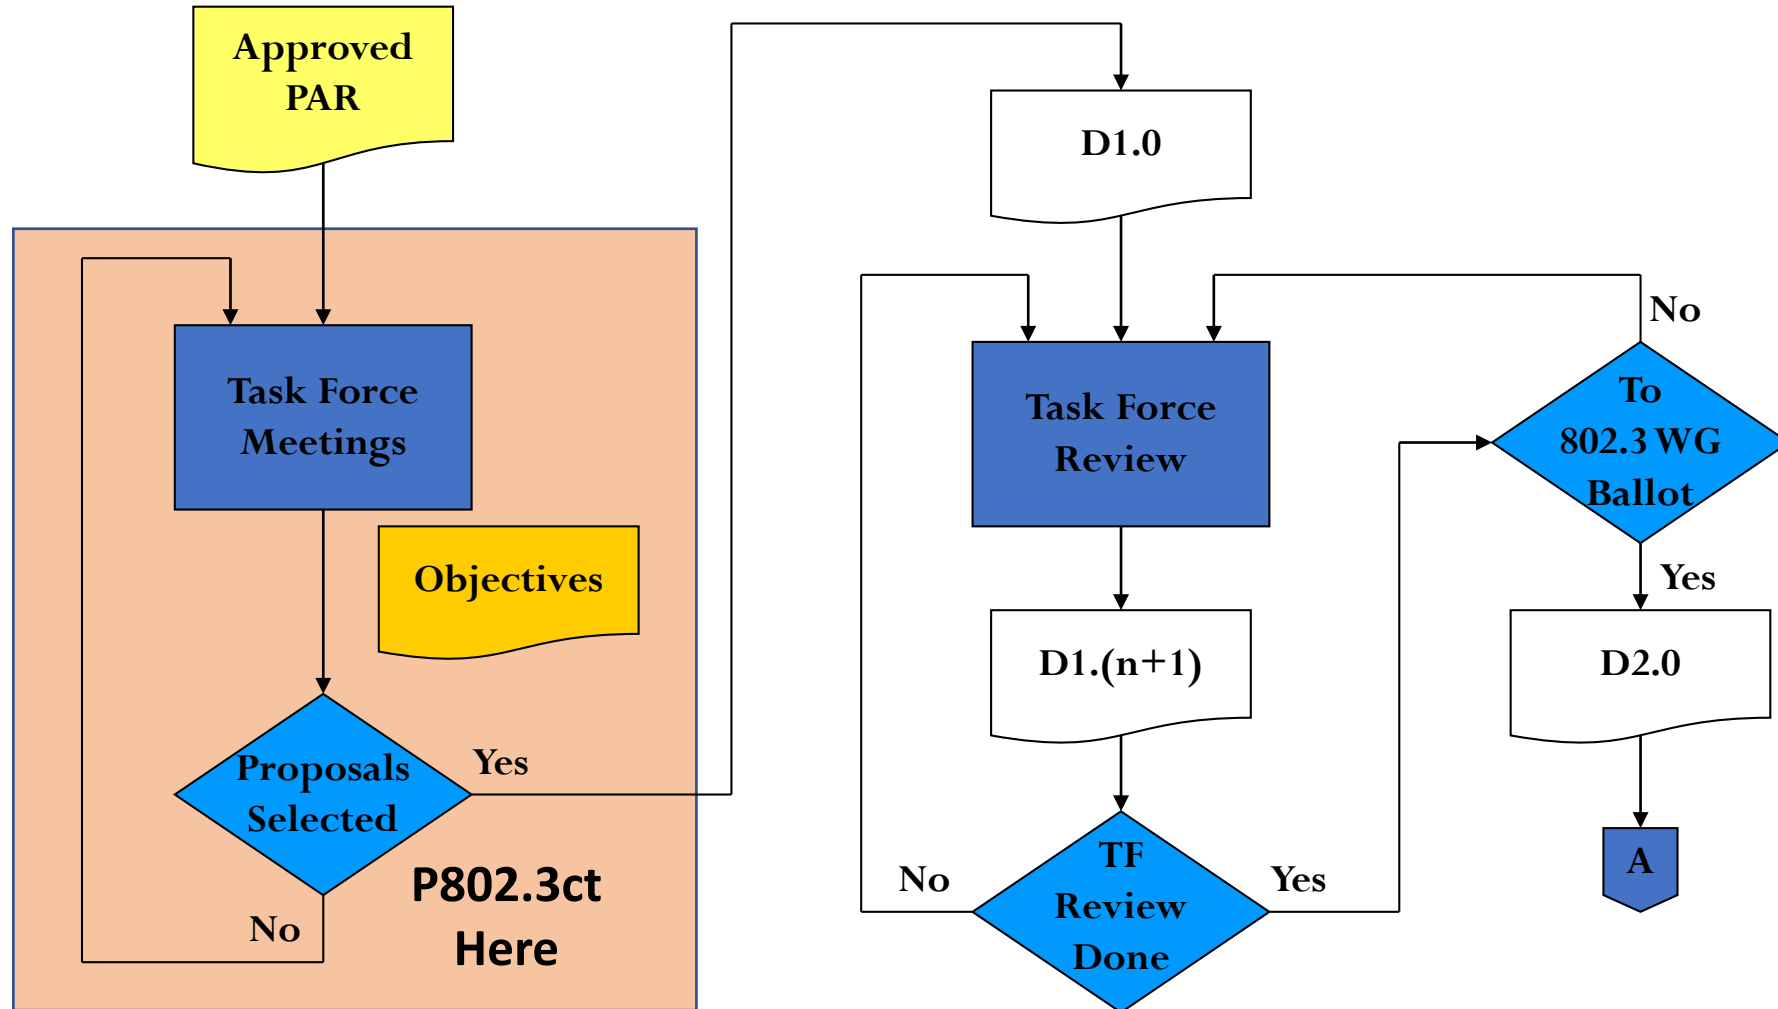 Approved
PAR
Task Force
Meetings
Objectives
Proposals
Selected
Yes
No
P802.3ct
Here
D1.0
Task Force
Review
D1.(n+1)
TF
Review
Done
No
Yes
No
To
802.3 WG
Ballot
Yes
D2.0
A